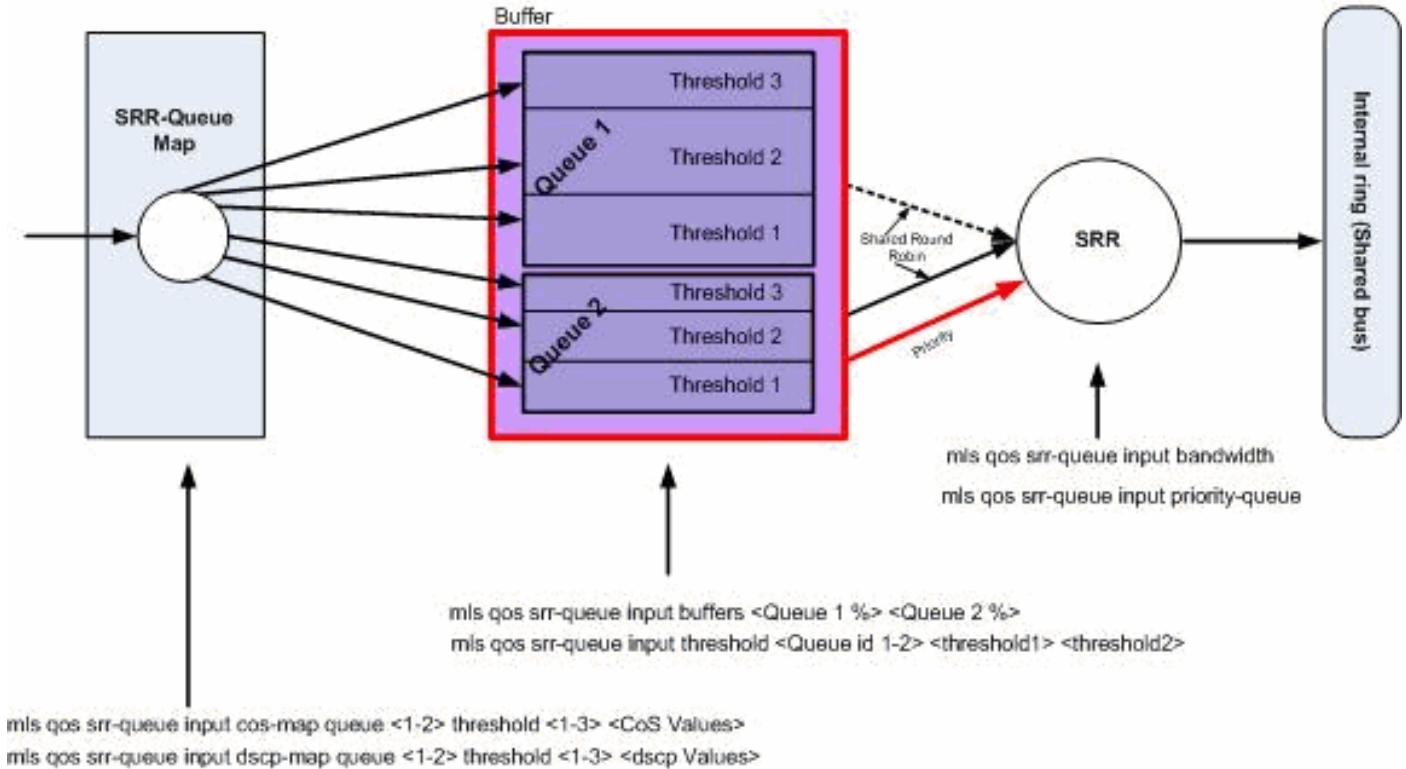 Buffer
SRR-Queue
Map
Threshold 3
Threshold 2
Threshold 1
Queue 1
Threshold 3
Threshold 2
Threshold 1
Queue 2
Shared Round
Robin
Priority
SRR
Internal ring (Shared bus)
mls qos srr-queue input bandwidth
mls qos srr-queue input priority-queue
mls qos srr-queue input buffers <Queue 1 %> <Queue 2 %>
mls qos srr-queue input threshold <Queue id 1-2> <threshold1> <threshold2>
mls qos srr-queue input cos-map queue <1-2> threshold <1-3> <CoS Values>
mls qos srr-queue input dscp-map queue <1-2> threshold <1-3> <dscp Values>